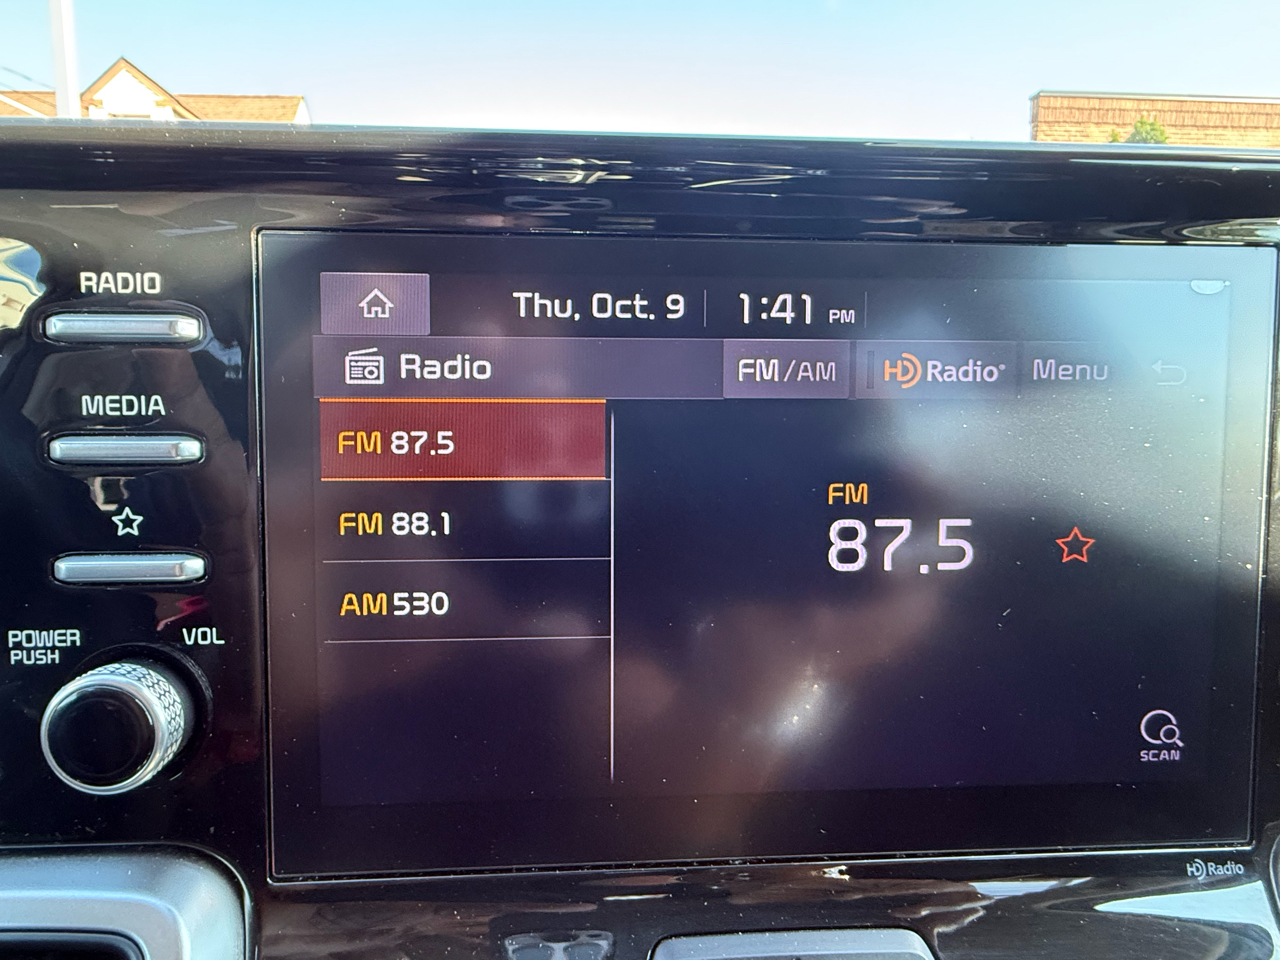 RADIO
MEDIA
POWER
PUSH
VOL
Thu, Oct. 9
1:41 PM
Radio
FM/AM
HD Radio
Menu
FM 87.5
FM 88.1
AM 530
FM
87.5
SCAN
HD Radio